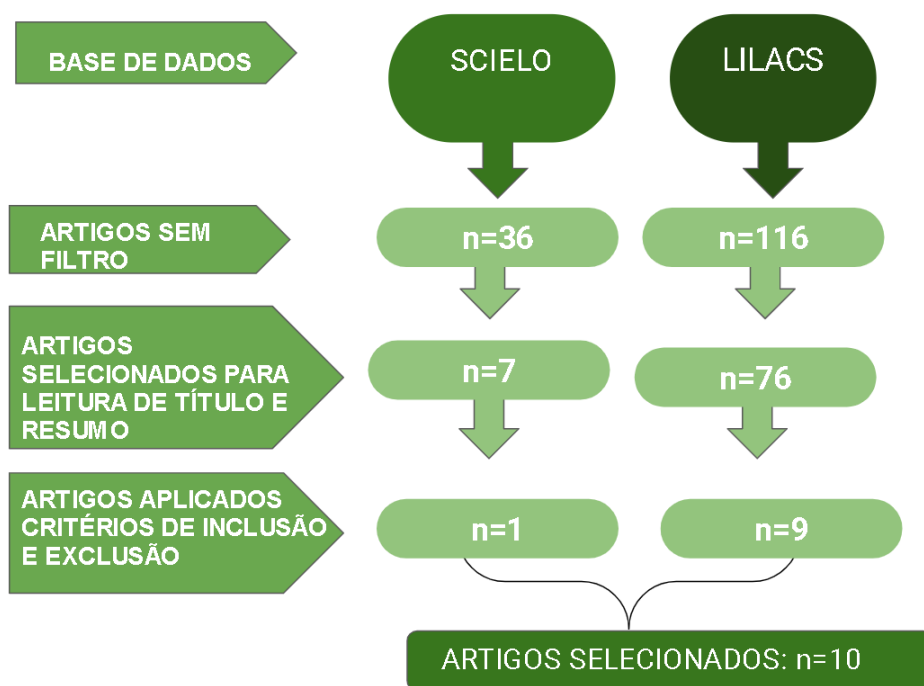 BASE DE DADOS
SCIELO
LILACS
ARTIGOS SEM
FILTRO
n=36
n=116
ARTIGOS
SELECIONADOS PARA
LEITURA DE TÍTULO E
RESUMO
n=7
n=76
ARTIGOS APLICADOS
CRITÉRIOS DE INCLUSÃO
E EXCLUSÃO
n=1
n=9
ARTIGOS SELECIONADOS: n=10